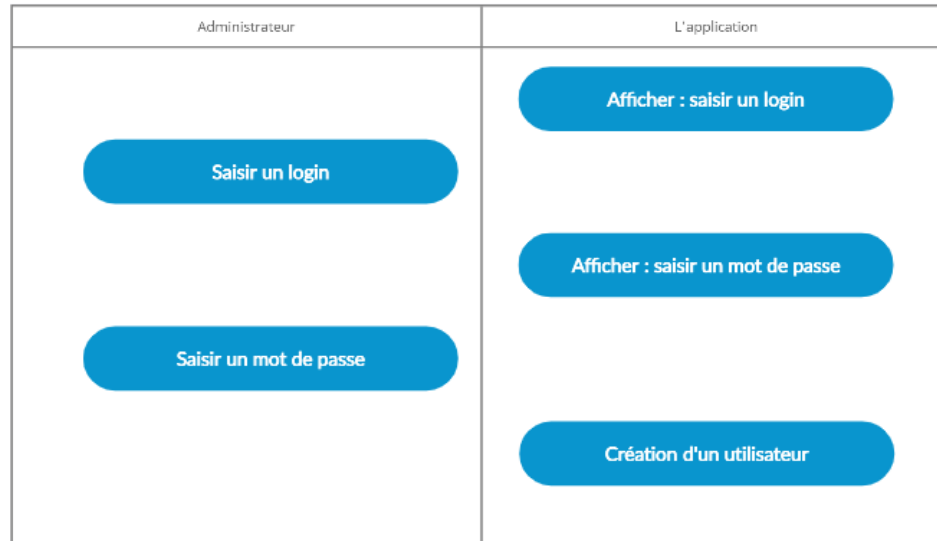 Administrateur
L'application
Afficher : saisir un login
Saisir un login
Afficher : saisir un mot de passe
Saisir un mot de passe
Création d'un utilisateur